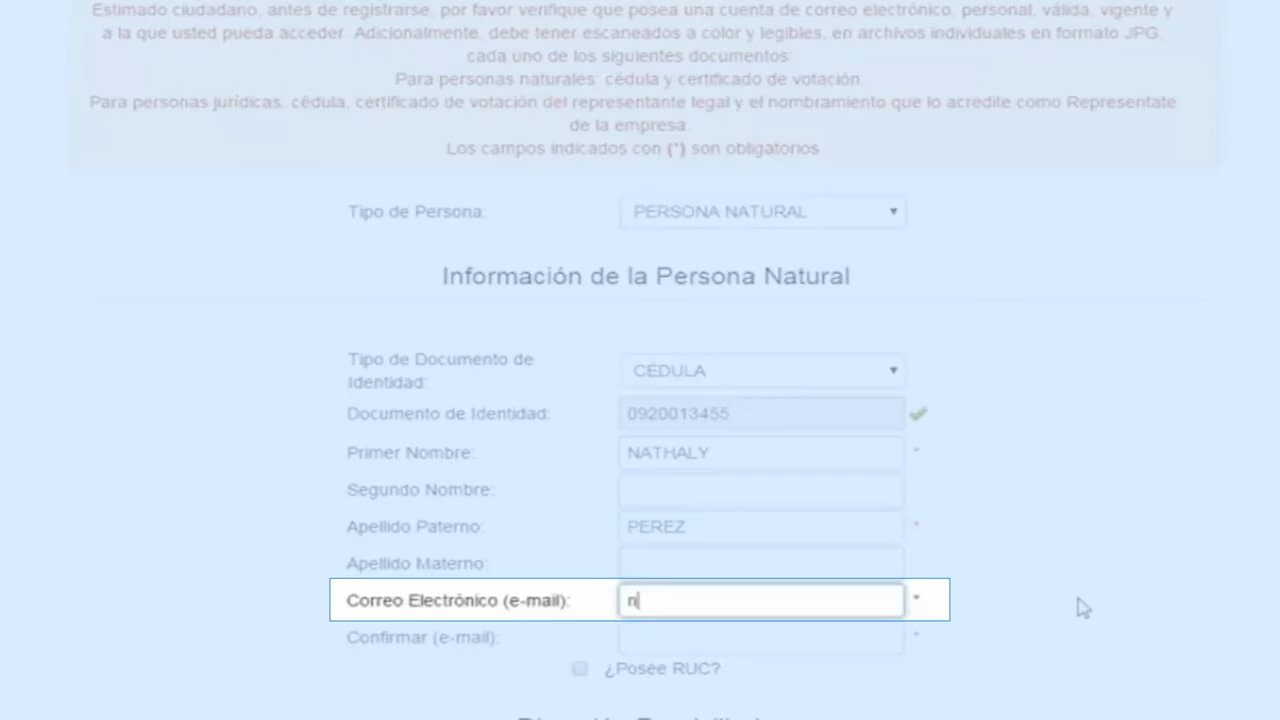 Estimado ciudadano, antes de registrarse, por favor verifique que posea una cuenta de correo electrónico, personal, válida, vigente y
a la que usted pueda acceder. Adicionalmente, debe tener escaneados a color y legibles, en archivos individuales en formato JPG,
cada uno de los siguientes documentos:
Para personas naturales: cédula y certificado de votación.
Para personas jurídicas, cédula, certificado de votación del representante legal y el nombramiento que lo acredite como Representate
de la empresa.
Los campos indicados con (*) son obligatorios
Tipo de Persona: PERSONA NATURAL
Información de la Persona Natural
Tipo de Documento de
Identidad: CÉDULA
Documento de Identidad: 0920013455
Primer Nombre: NATHALY *
Segundo Nombre:
Apellido Paterno: PEREZ *
Apellido Materno:
Correo Electrónico (e-mail): n *
Confirmar (e-mail): *
¿Posee RUC?